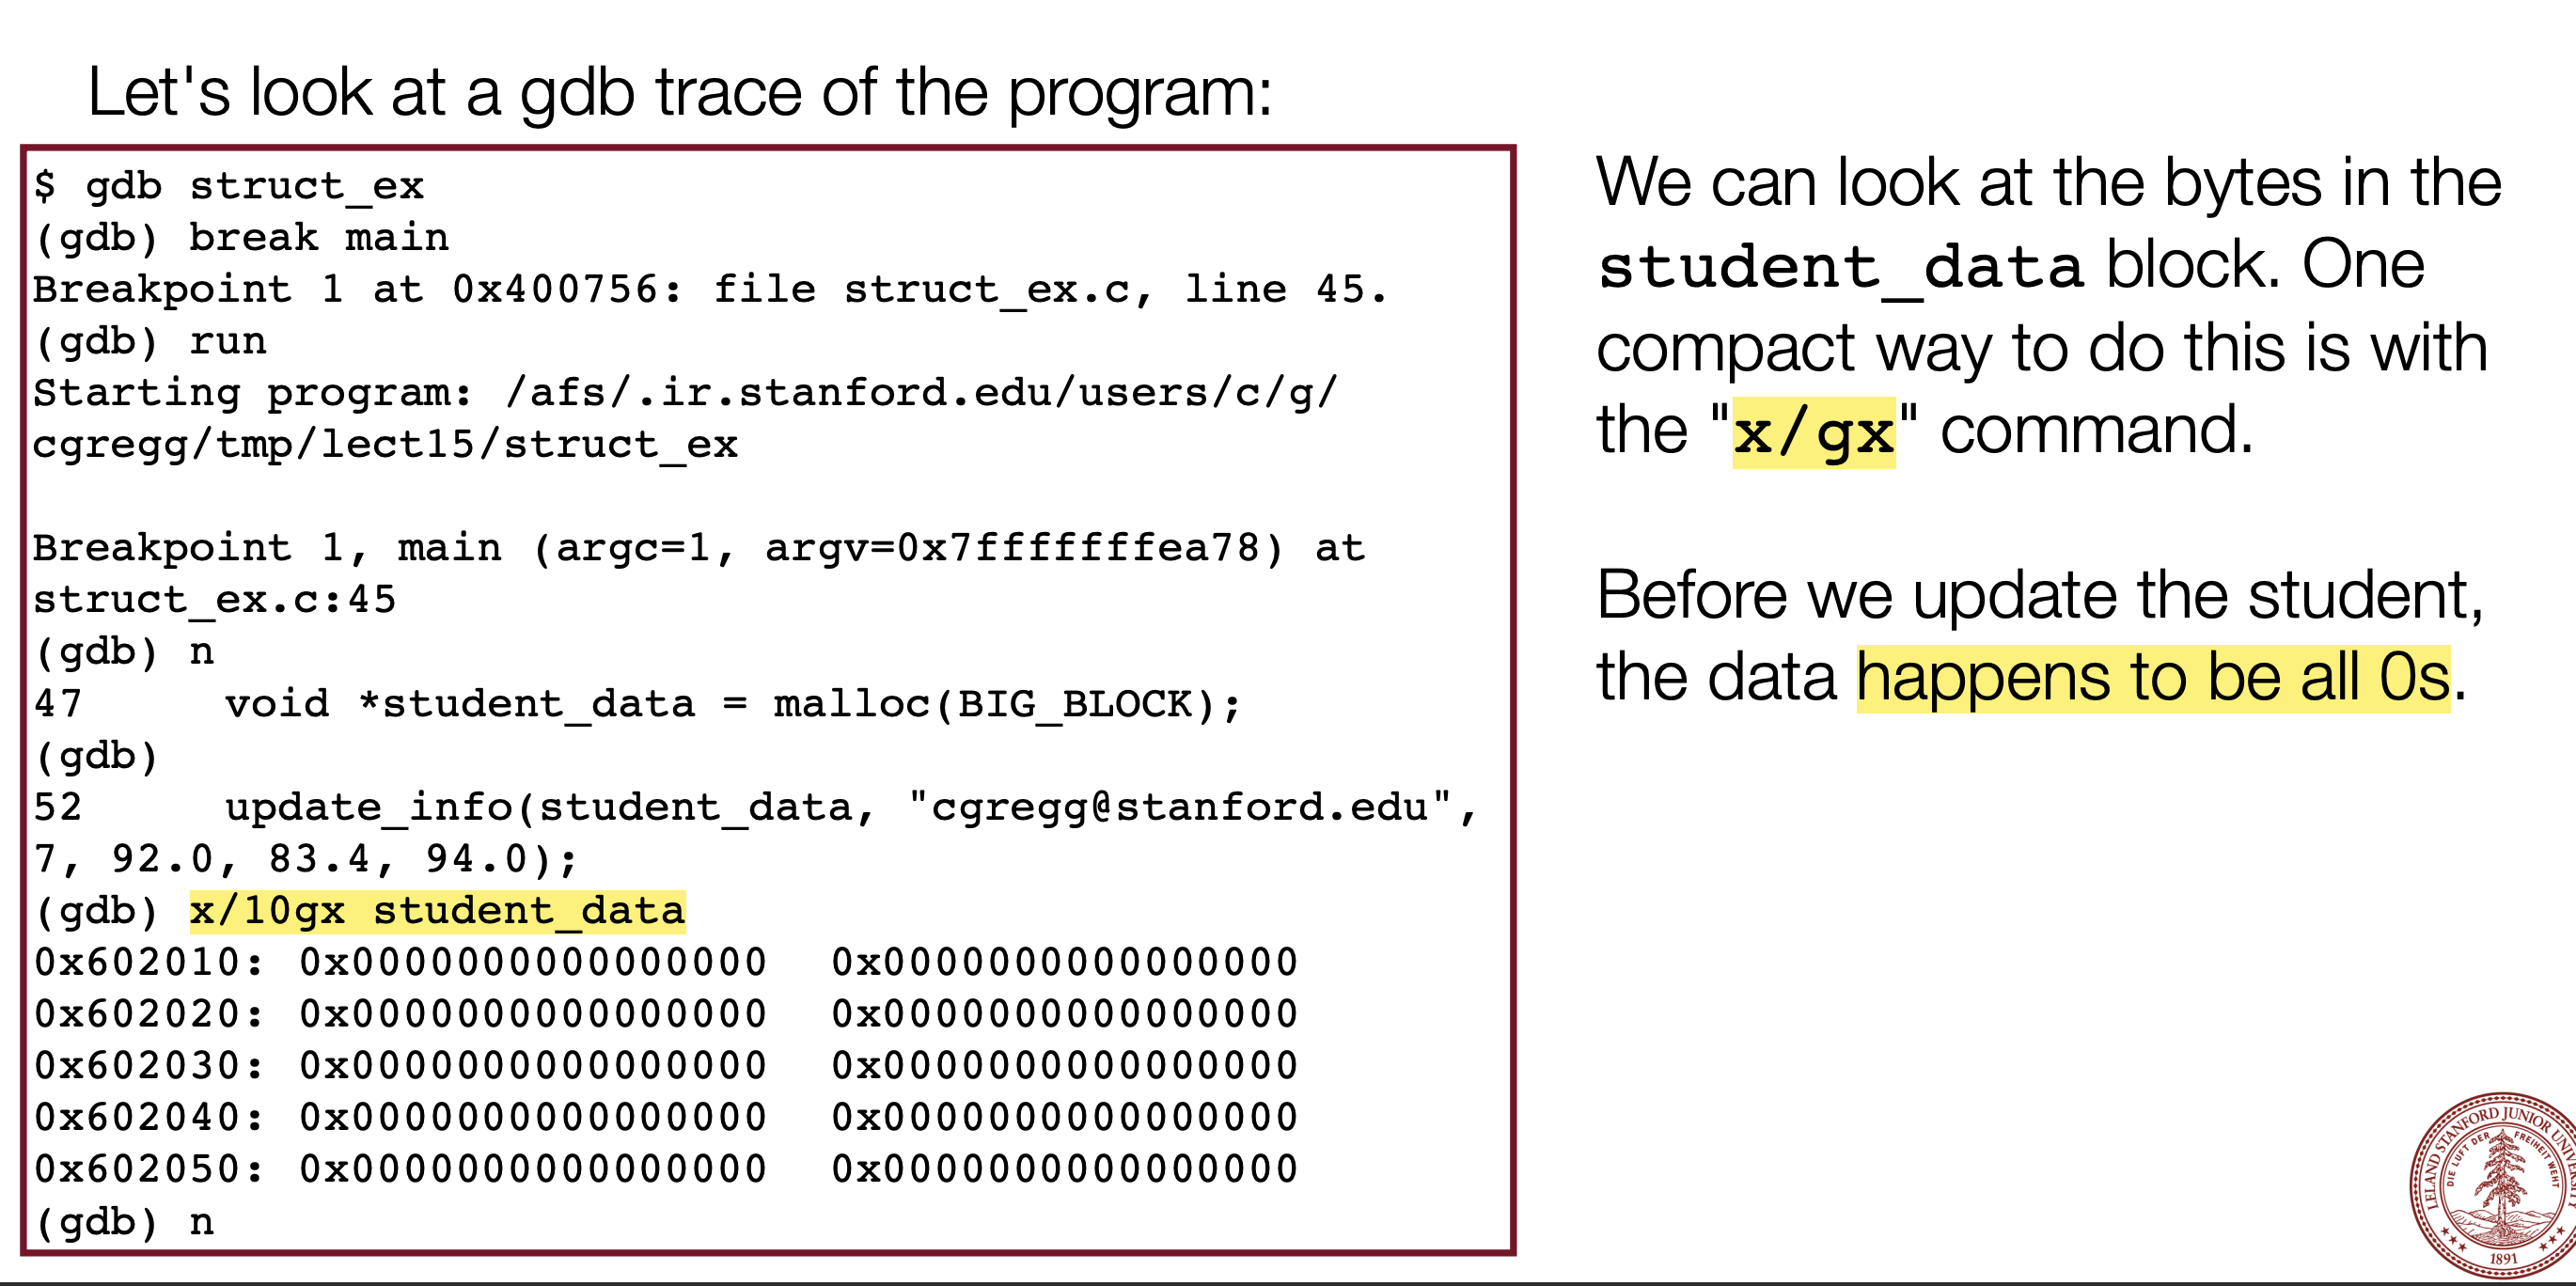 Let's look at a gdb trace of the program:
$ gdb struct_ex
(gdb) break main
Breakpoint 1 at 0x400756: file struct_ex.c, line 45.
(gdb) run
Starting program: /afs/.ir.stanford.edu/users/c/g/
cgregg/tmp/lect15/struct_ex
Breakpoint 1, main (argc=1, argv=0x7fffffffea78) at
struct_ex.c:45
(gdb) n
47 void *student_data = malloc(BIG_BLOCK);
(gdb)
52 update_info(student_data, "cgregg@stanford.edu",
7, 92.0, 83.4, 94.0);
(gdb) x/10gx student_data
0x602010: 0x0000000000000000 0x0000000000000000
0x602020: 0x0000000000000000 0x0000000000000000
0x602030: 0x0000000000000000 0x0000000000000000
0x602040: 0x0000000000000000 0x0000000000000000
0x602050: 0x0000000000000000 0x0000000000000000
(gdb) n
We can look at the bytes in the
student_data block. One
compact way to do this is with
the "x/gx" command.
Before we update the student,
the data happens to be all 0s.
LELAND STANFORD JUNIOR
DIE LUFT DER FREIHEIT WEHT
1891